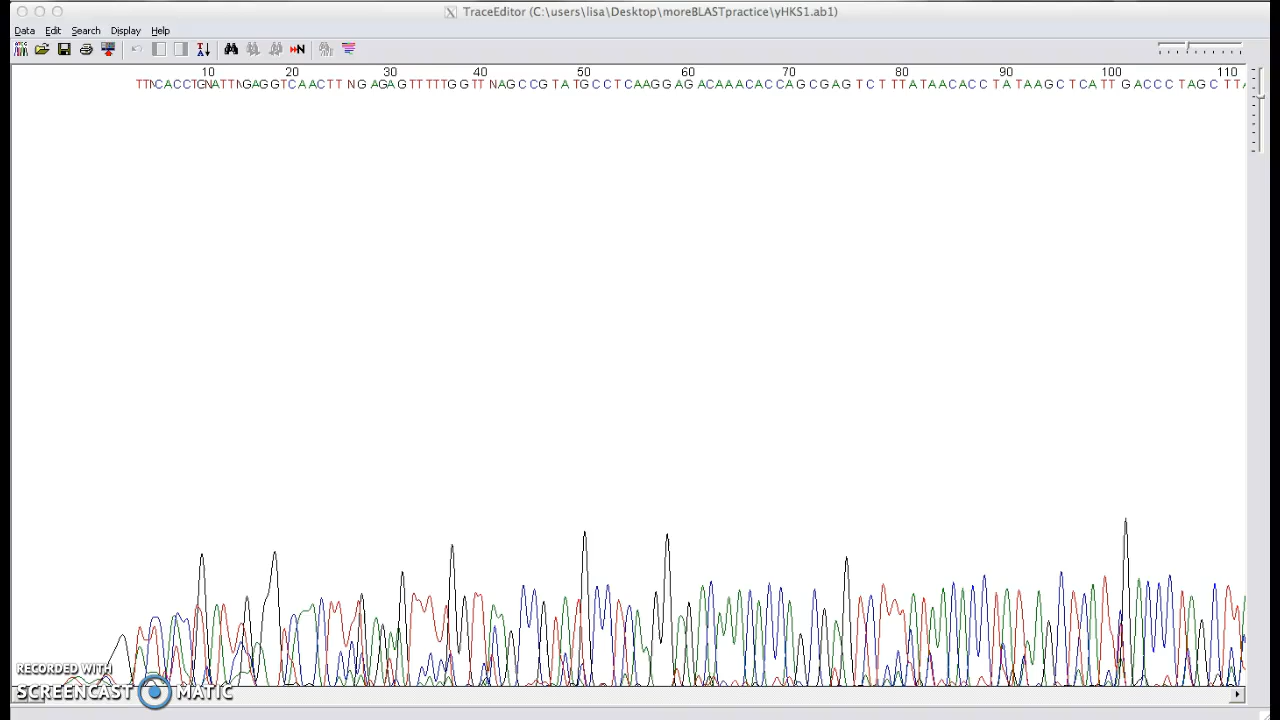 TraceEditor (C:\users\lisa\Desktop\moreBLASTpractice\yHKS1.ab1)
Data Edit Search Display Help
10 20 30 40 50 60 70 80 90 100 110
TTNCACCTGNATTNGAGGTCAACTTNGAGAGTTTTTGGTTNAGCCGTATGCCTCAAGGAGACAAACACCAGCGAGTCTTTATAACACCTATAAGCTCATTGACCCTAGCTTA
RECORDED WITH
SCREENCAST MATIC